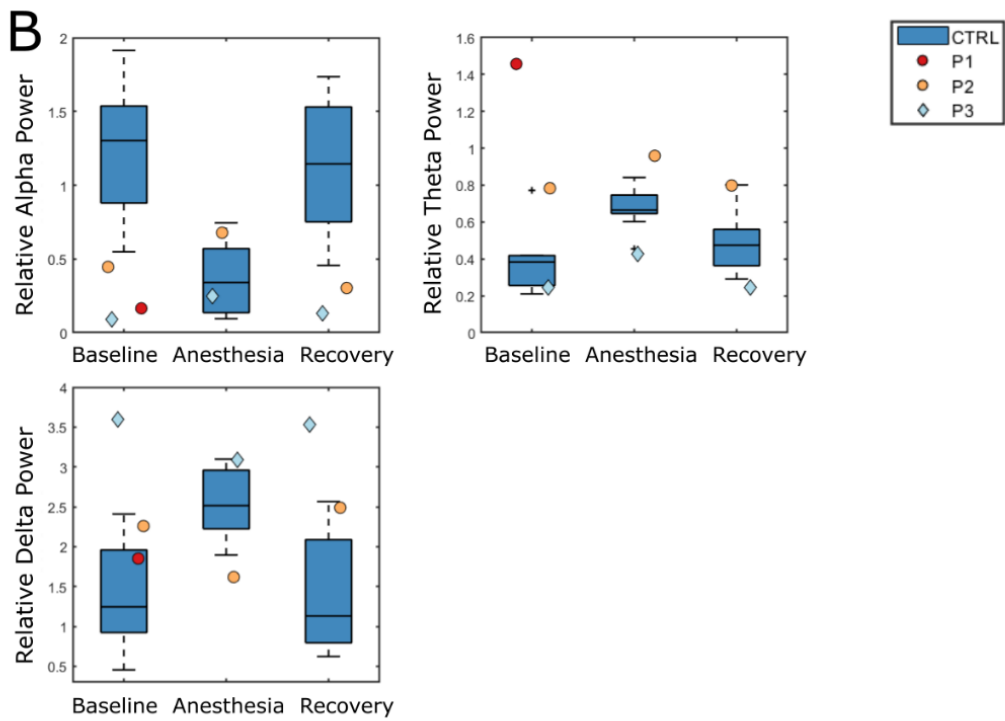 B
Relative Alpha Power
2
1.5
1
0.5
0
Baseline Anesthesia Recovery
Relative Theta Power
1.6
1.4
1.2
1
0.8
0.6
0.4
0.2
0
Baseline Anesthesia Recovery
CTRL
P1
P2
P3
Relative Delta Power
4
3.5
3
2.5
2
1.5
1
0.5
Baseline Anesthesia Recovery